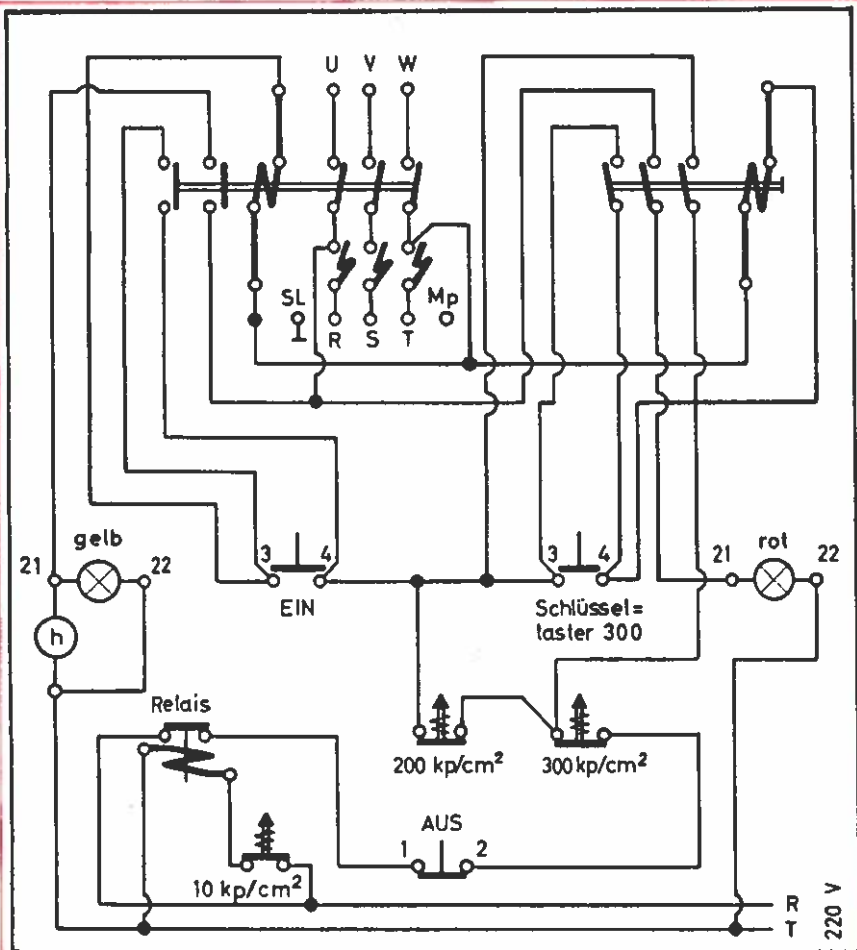 U V W
SL
Mp
R S T
gelb
21 22
3 4
EIN
3 4
Schlüssel=
taster 300
rot
21 22
h
Relais
200 kp/cm²
300 kp/cm²
AUS
1 2
10 kp/cm²
R
T
220 V